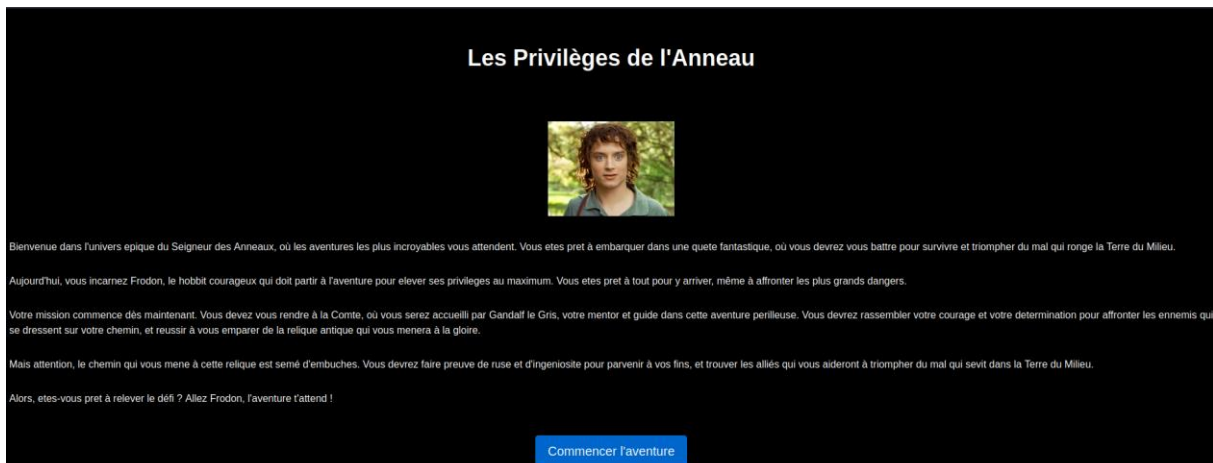 Les Privilèges de l'Anneau
Bienvenue dans l'univers epique du Seigneur des Anneaux, où les aventures les plus incroyables vous attendent. Vous etes pret à embarquer dans une quete fantastique, où vous devrez vous battre pour survivre et triompher du mal qui ronge la Terre du Milieu.
Aujourd'hui, vous incarnez Frodon, le hobbit courageux qui doit partir à l'aventure pour elever ses privileges au maximum. Vous etes pret à tout pour y arriver, même à affronter les plus grands dangers.
Votre mission commence dès maintenant. Vous devez vous rendre à la Comte, où vous serez accueilli par Gandalf le Gris, votre mentor et guide dans cette aventure perilleuse. Vous devrez rassembler votre courage et votre determination pour affronter les ennemis qui
se dressent sur votre chemin, et reussir à vous emparer de la relique antique qui vous menera à la gloire.
Mais attention, le chemin qui vous mene à cette relique est semé d'embuches. Vous devrez faire preuve de ruse et d'ingeniosite pour parvenir à vos fins, et trouver les alliés qui vous aideront à triompher du mal qui sevit dans la Terre du Milieu.
Alors, etes-vous pret à relever le défi ? Allez Frodon, l'aventure t'attend !
Commencer l'aventure